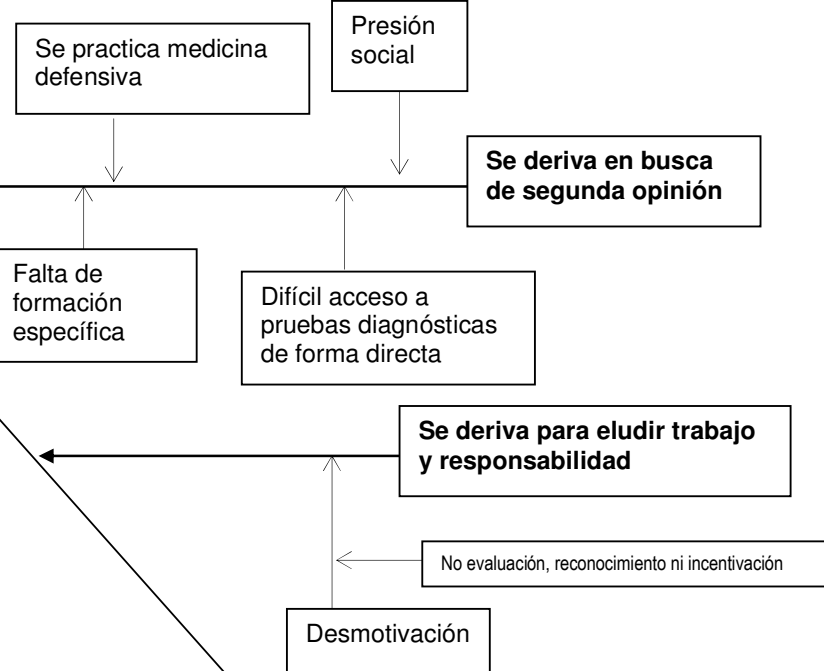 Se practica medicina
defensiva
Presión
social
Se deriva en busca
de segunda opinión
Falta de
formación
específica
Difícil acceso a
pruebas diagnósticas
de forma directa
Se deriva para eludir trabajo
y responsabilidad
No evaluación, reconocimiento ni incentivación
Desmotivación